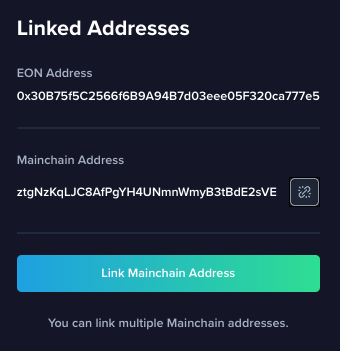 Linked Addresses
EON Address
0x30B75f5C2566f6B9A94B7d03eee05F320ca777e5
Mainchain Address
ztgNzKqLJC8AfPgYH4UNmnWmyB3tBdE2sVE
Link Mainchain Address
You can link multiple Mainchain addresses.